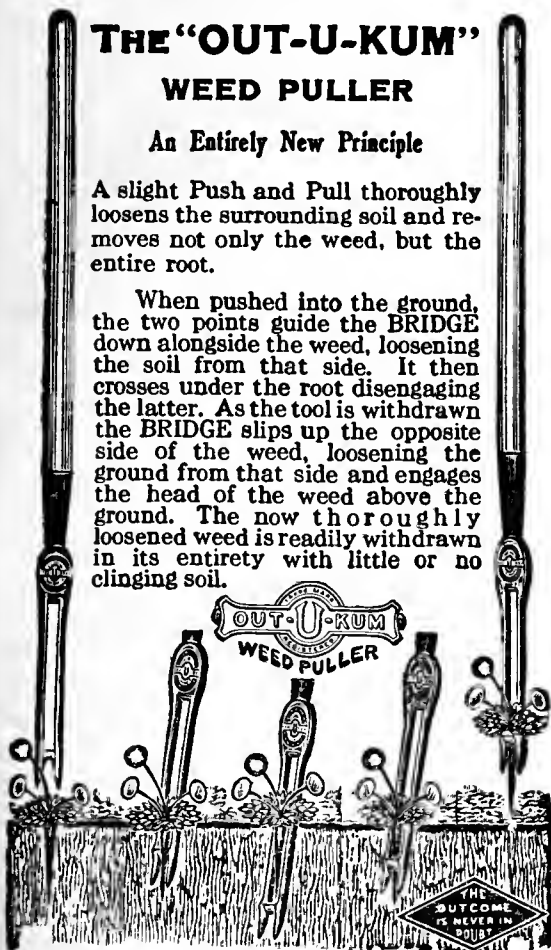 THE "OUT-U-KUM"
WEED PULLER
An Entirely New Principle
A slight Push and Pull thoroughly
loosens the surrounding soil and re-
moves not only the weed, but the
entire root.
When pushed into the ground,
the two points guide the BRIDGE
down alongside the weed, loosening
the soil from that side. It then
crosses under the root disengaging
the latter. As the tool is withdrawn
the BRIDGE slips up the opposite
side of the weed, loosening the
ground from that side and engages
the head of the weed above the
ground. The now thoroughly
loosened weed is readily withdrawn
in its entirety with little or no
clinging soil.
TRADE MARK
OUT-U-KUM
REGISTERED
WEED PULLER
THE
OUTCOME
IS NEVER IN
DOUBT